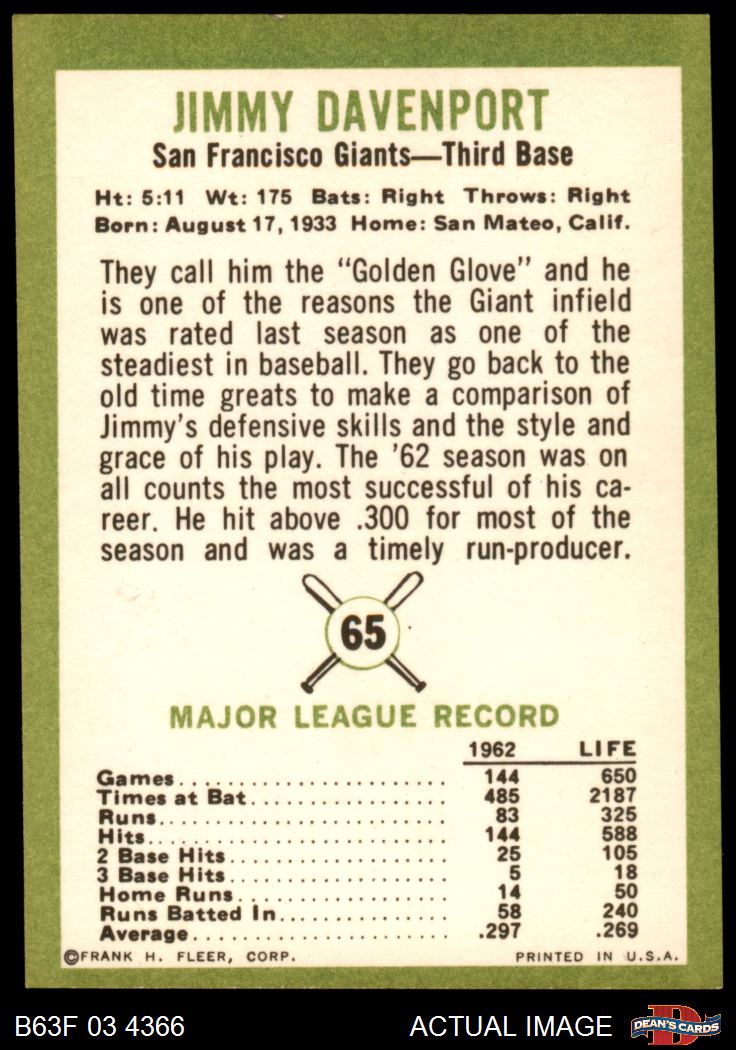 JIMMY DAVENPORT
San Francisco Giants—Third Base
Ht: 5:11 Wt: 175 Bats: Right Throws: Right
Born: August 17, 1933 Home: San Mateo, Calif.
They call him the "Golden Glove" and he
is one of the reasons the Giant infield
was rated last season as one of the
steadiest in baseball. They go back to the
old time greats to make a comparison of
Jimmy's defensive skills and the style and
grace of his play. The '62 season was on
all counts the most successful of his ca-
reer. He hit above .300 for most of the
season and was a timely run-producer.
65
MAJOR LEAGUE RECORD
1962 LIFE
Games........................ 144 650
Times at Bat.................. 485 2187
Runs.......................... 83 325
Hits........................... 144 588
2 Base Hits................... 25 105
3 Base Hits................... 5 18
Home Runs................... 14 50
Runs Batted In............... 58 240
Average....................... .297 .269
©FRANK H. FLEER, CORP. PRINTED IN U.S.A.
B63F 03 4366 ACTUAL IMAGE D DEAN'S CARDS